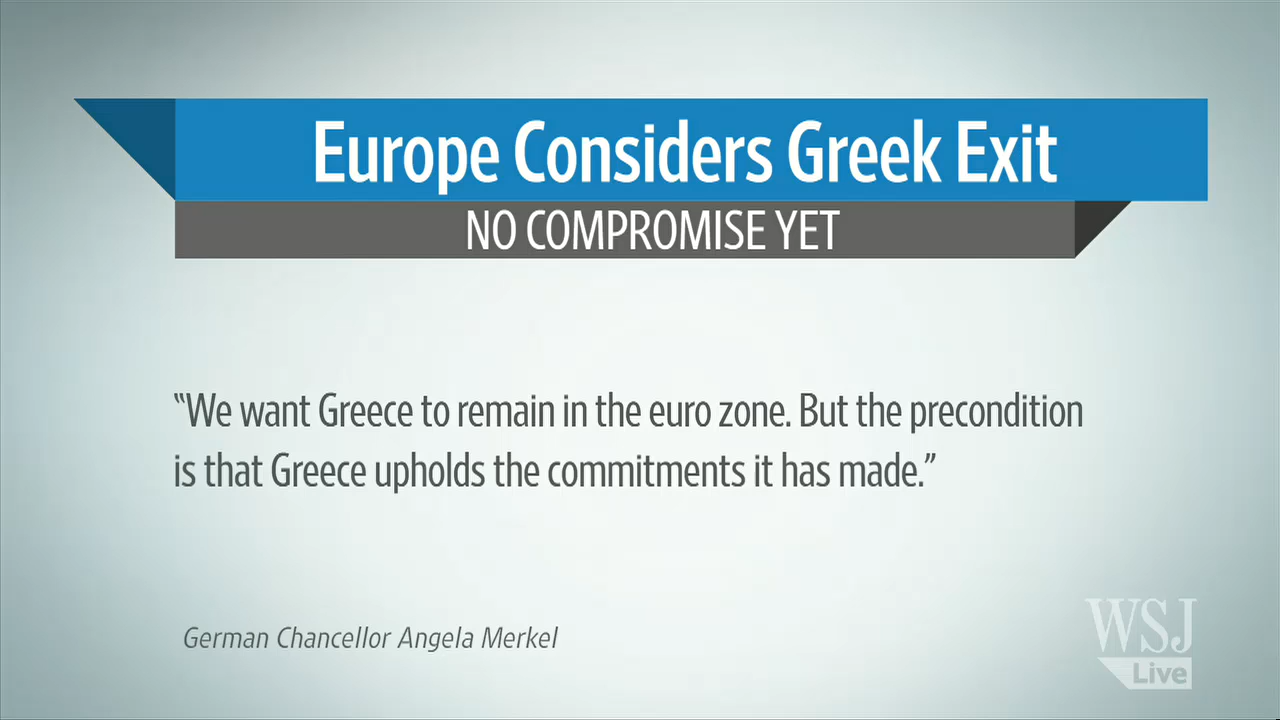 Europe Considers Greek Exit
NO COMPROMISE YET
“We want Greece to remain in the euro zone. But the precondition
is that Greece upholds the commitments it has made.”
German Chancellor Angela Merkel
WSJ
Live